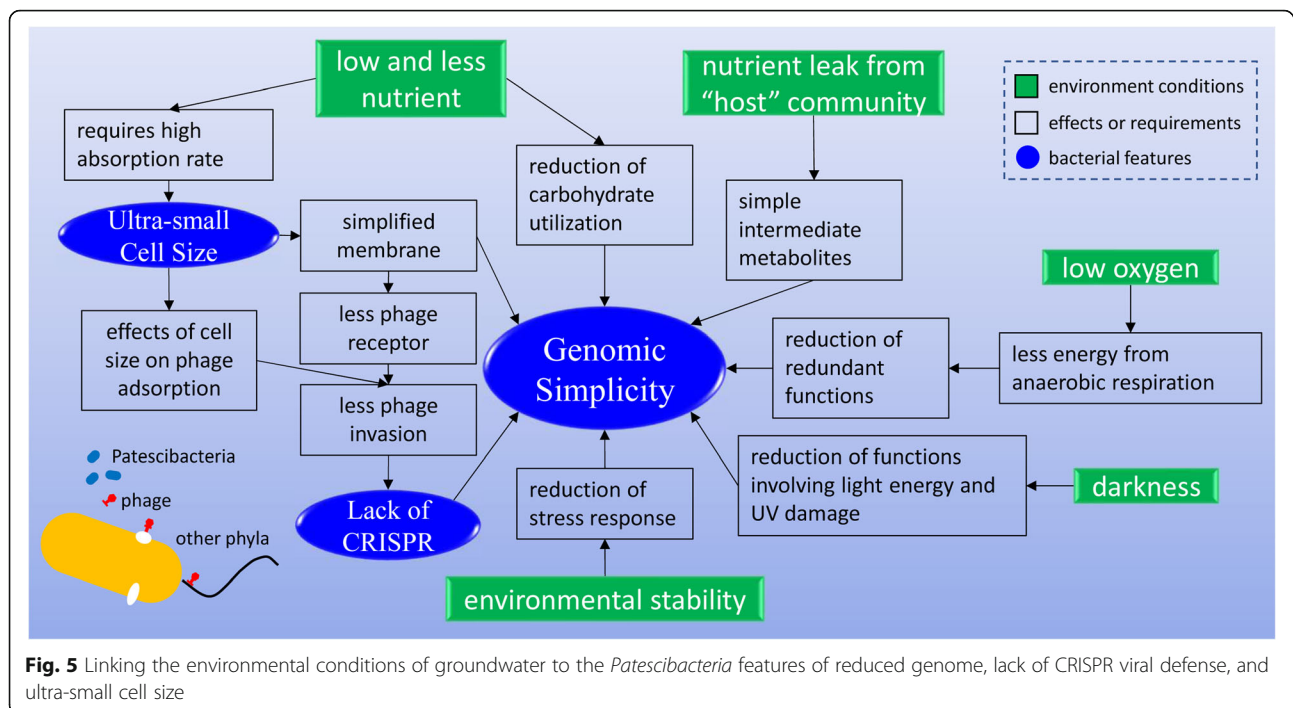 low and less
nutrient
nutrient leak from
“host” community
environment conditions
effects or requirements
bacterial features
requires high
absorption rate
reduction of
carbohydrate
utilization
simple
intermediate
metabolites
Ultra-small
Cell Size
simplified
membrane
low oxygen
effects of cell
size on phage
adsorption
less phage
receptor
Genomic
Simplicity
reduction of
redundant
functions
less energy from
anaerobic respiration
less phage
invasion
Patescibacteria
phage
other phyla
Lack of
CRISPR
reduction of
stress response
reduction of functions
involving light energy and
UV damage
darkness
environmental stability
Fig. 5 Linking the environmental conditions of groundwater to the Patescibacteria features of reduced genome, lack of CRISPR viral defense, and
ultra-small cell size